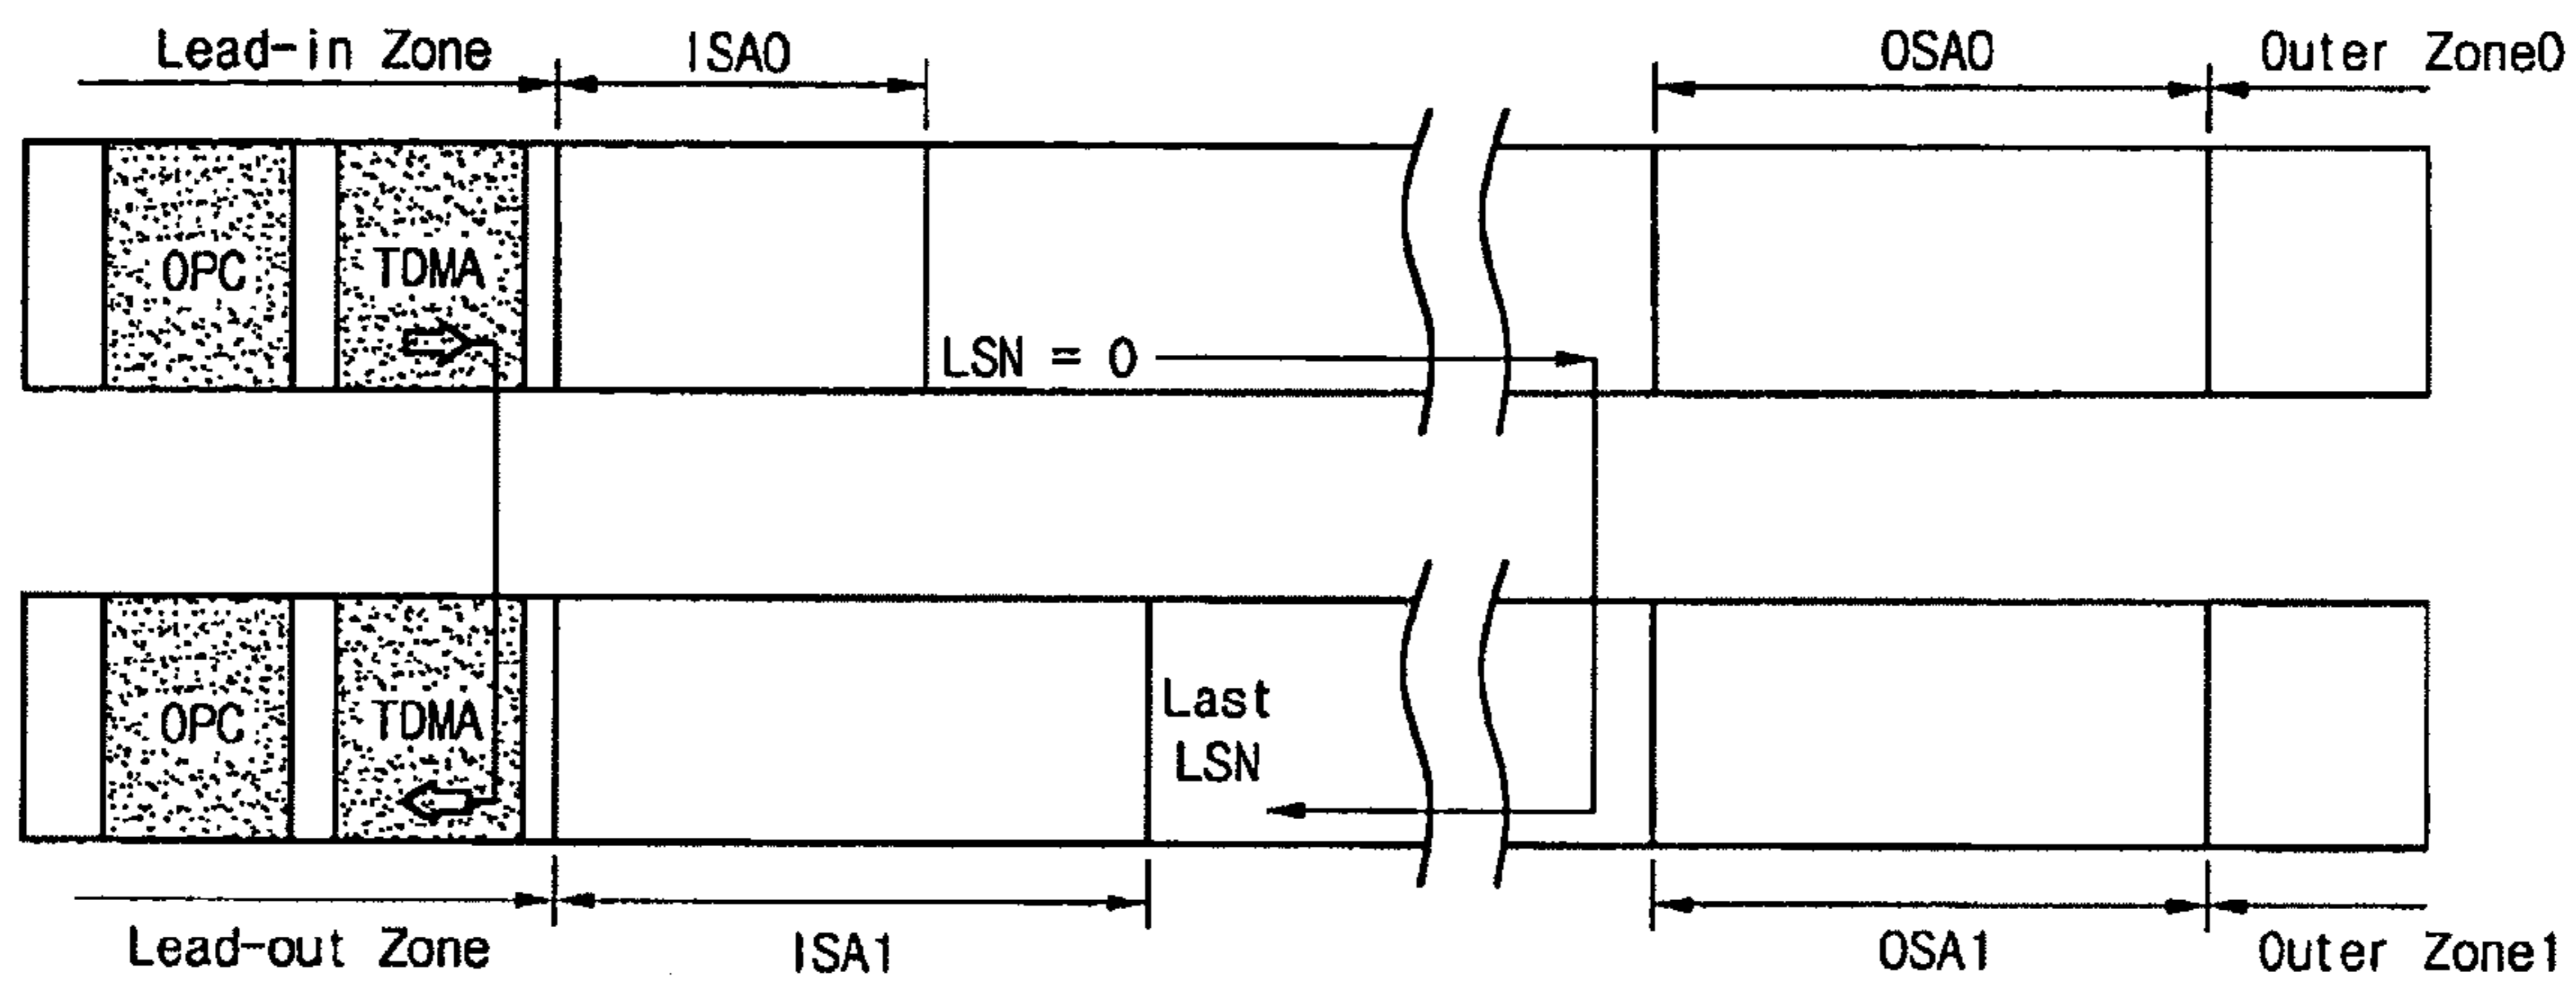 Lead-in Zone
ISA0
OSA0
Outer Zone0
OPC
TDMA
LSN = 0
OPC
TDMA
Last
LSN
Lead-out Zone
ISA1
OSA1
Outer Zone1